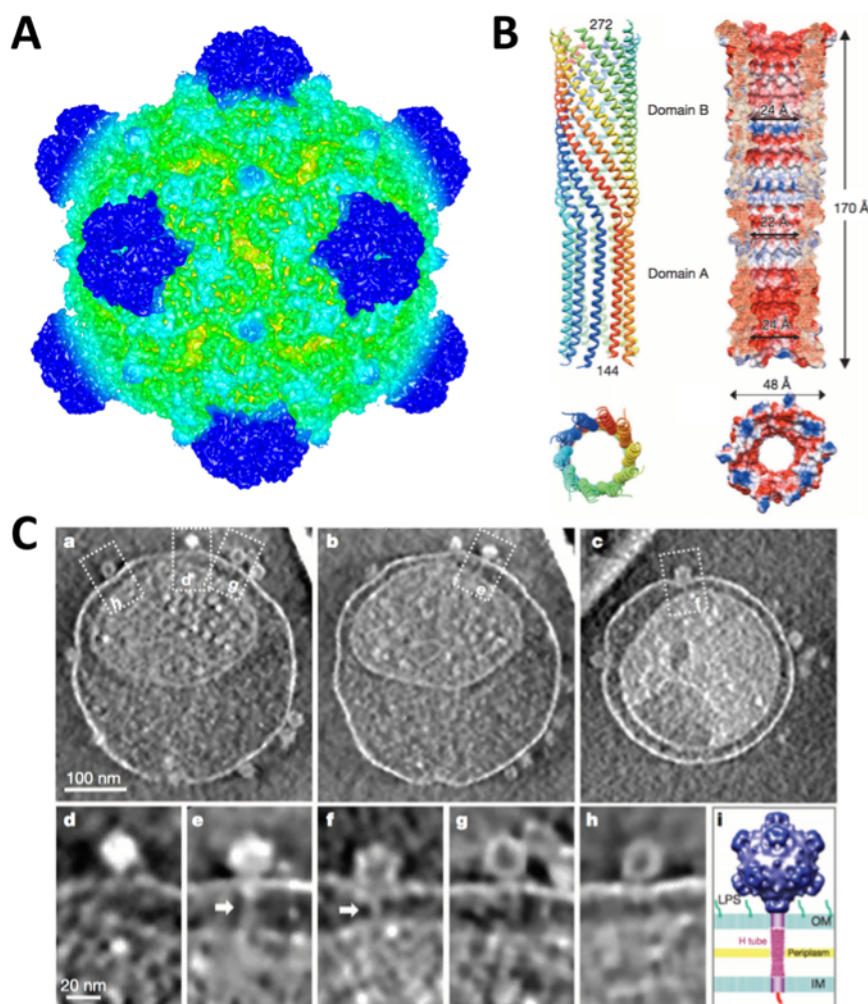 A
B
272
Domain B
Domain A
144
24 Å
22 Å
24 Å
170 Å
48 Å
C
a
h
d
g
100 nm
b
e
c
f
d
20 nm
e
f
g
h
i
LPS
OM
H tube
Periplasm
IM